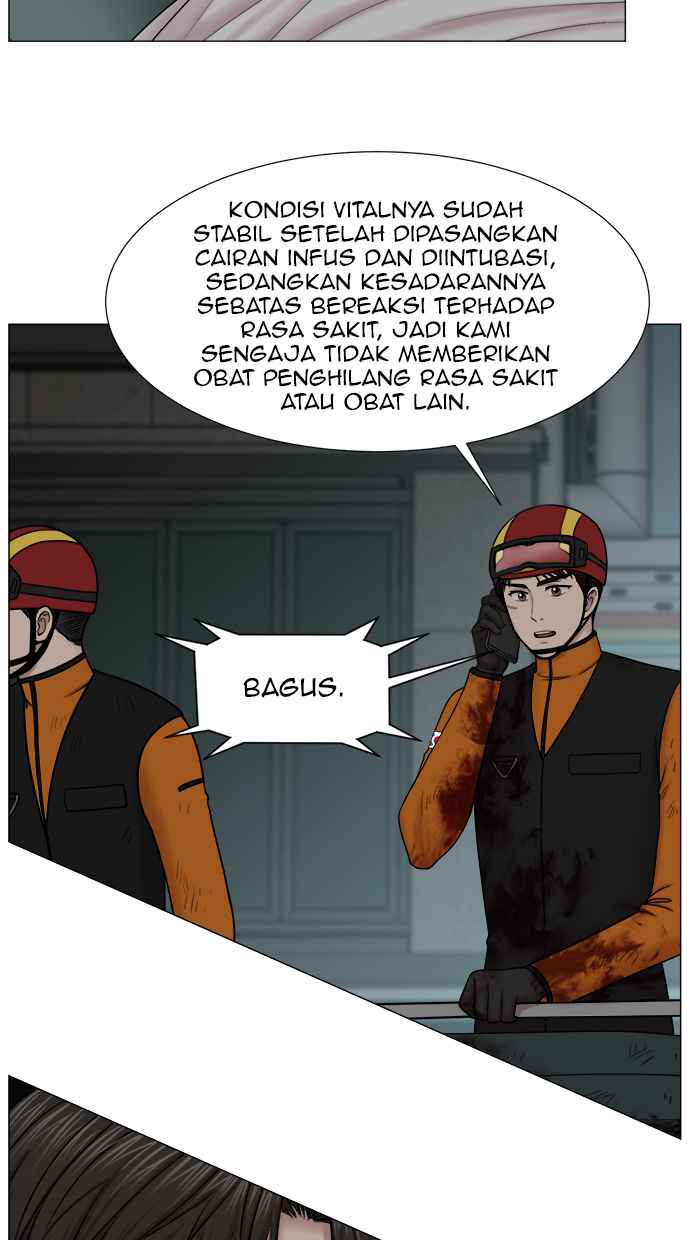 KONDISI VITALNYA SUDAH
STABIL SETELAH DIPASANGKAN
CAIRAN INFUS DAN DIINTUBASI,
SEDANGKAN KESADARANNYA
SEBATAS BEREAKSI TERHADAP
RASA SAKIT, JADI KAMI
SENGAJA TIDAK MEMBERIKAN
OBAT PENGHILANG RASA SAKIT
ATAU OBAT LAIN.
BAGUS.